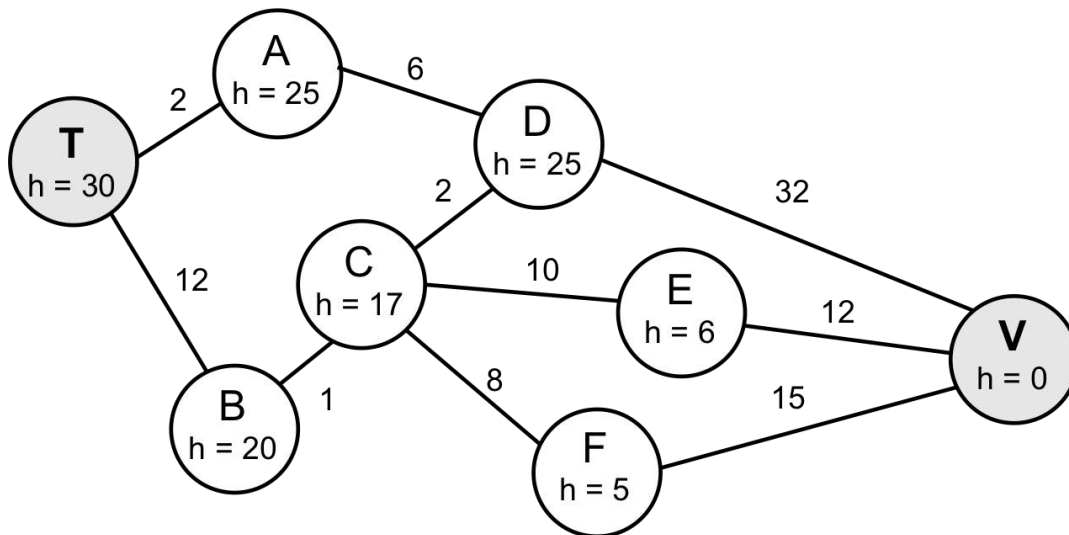 A
h = 25
6
2
T
h = 30
D
h = 25
2
32
12
C
h = 17
10
E
h = 6
12
V
h = 0
1
8
15
B
h = 20
F
h = 5